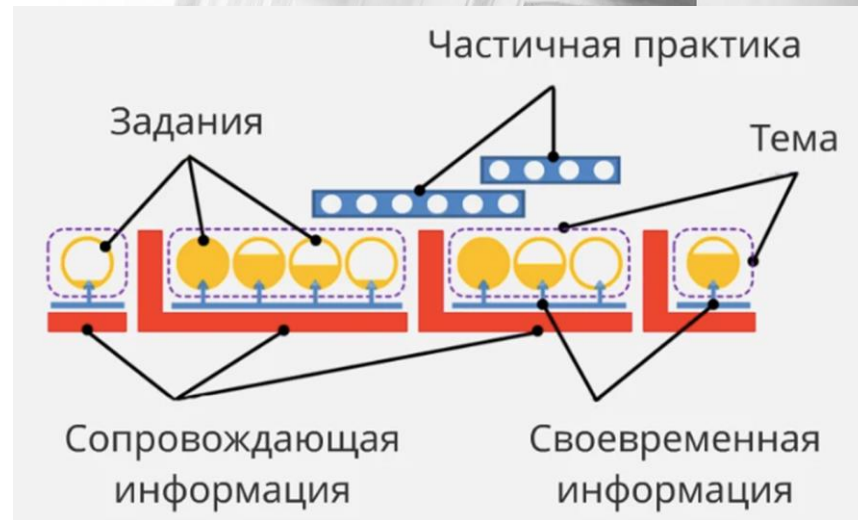 Частичная практика
Задания
Тема
Сопровождающая
информация
Своевременная
информация